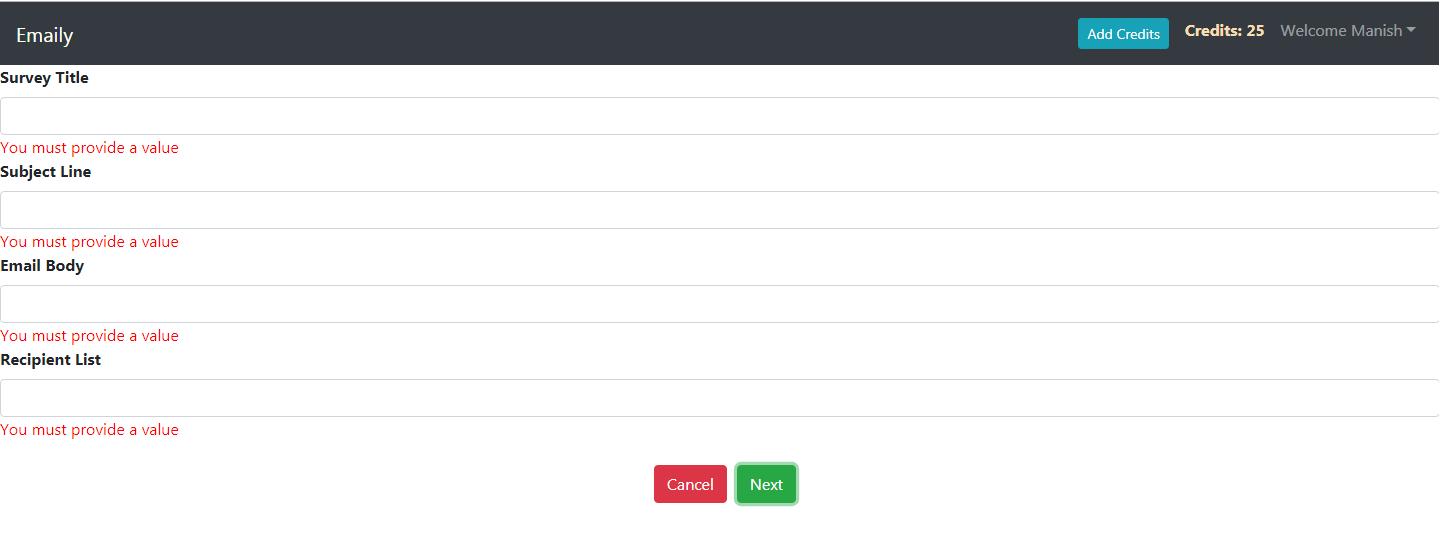 Emaily
Add Credits Credits: 25 Welcome Manish
Survey Title
You must provide a value
Subject Line
You must provide a value
Email Body
You must provide a value
Recipient List
You must provide a value
Cancel Next